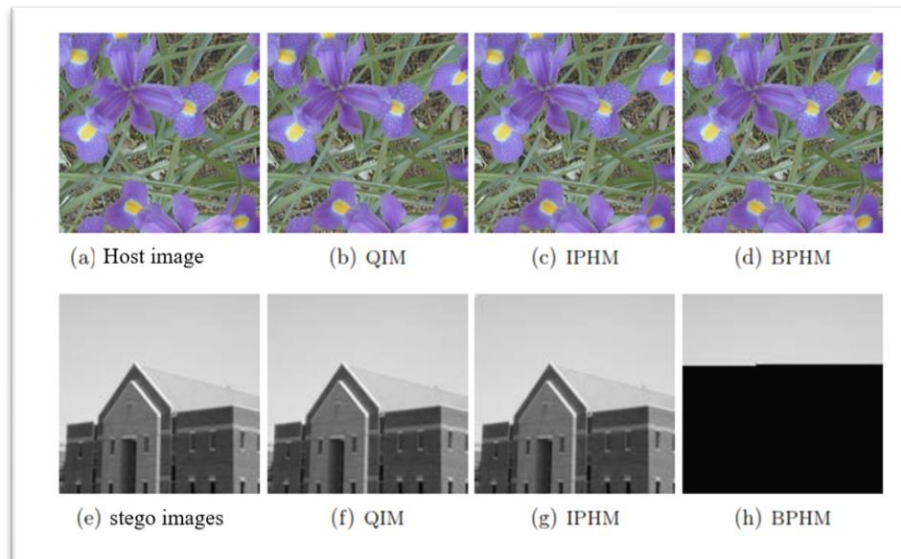 (a) Host image (b) QIM (c) IPHM (d) BPHM
(e) stego images (f) QIM (g) IPHM (h) BPHM